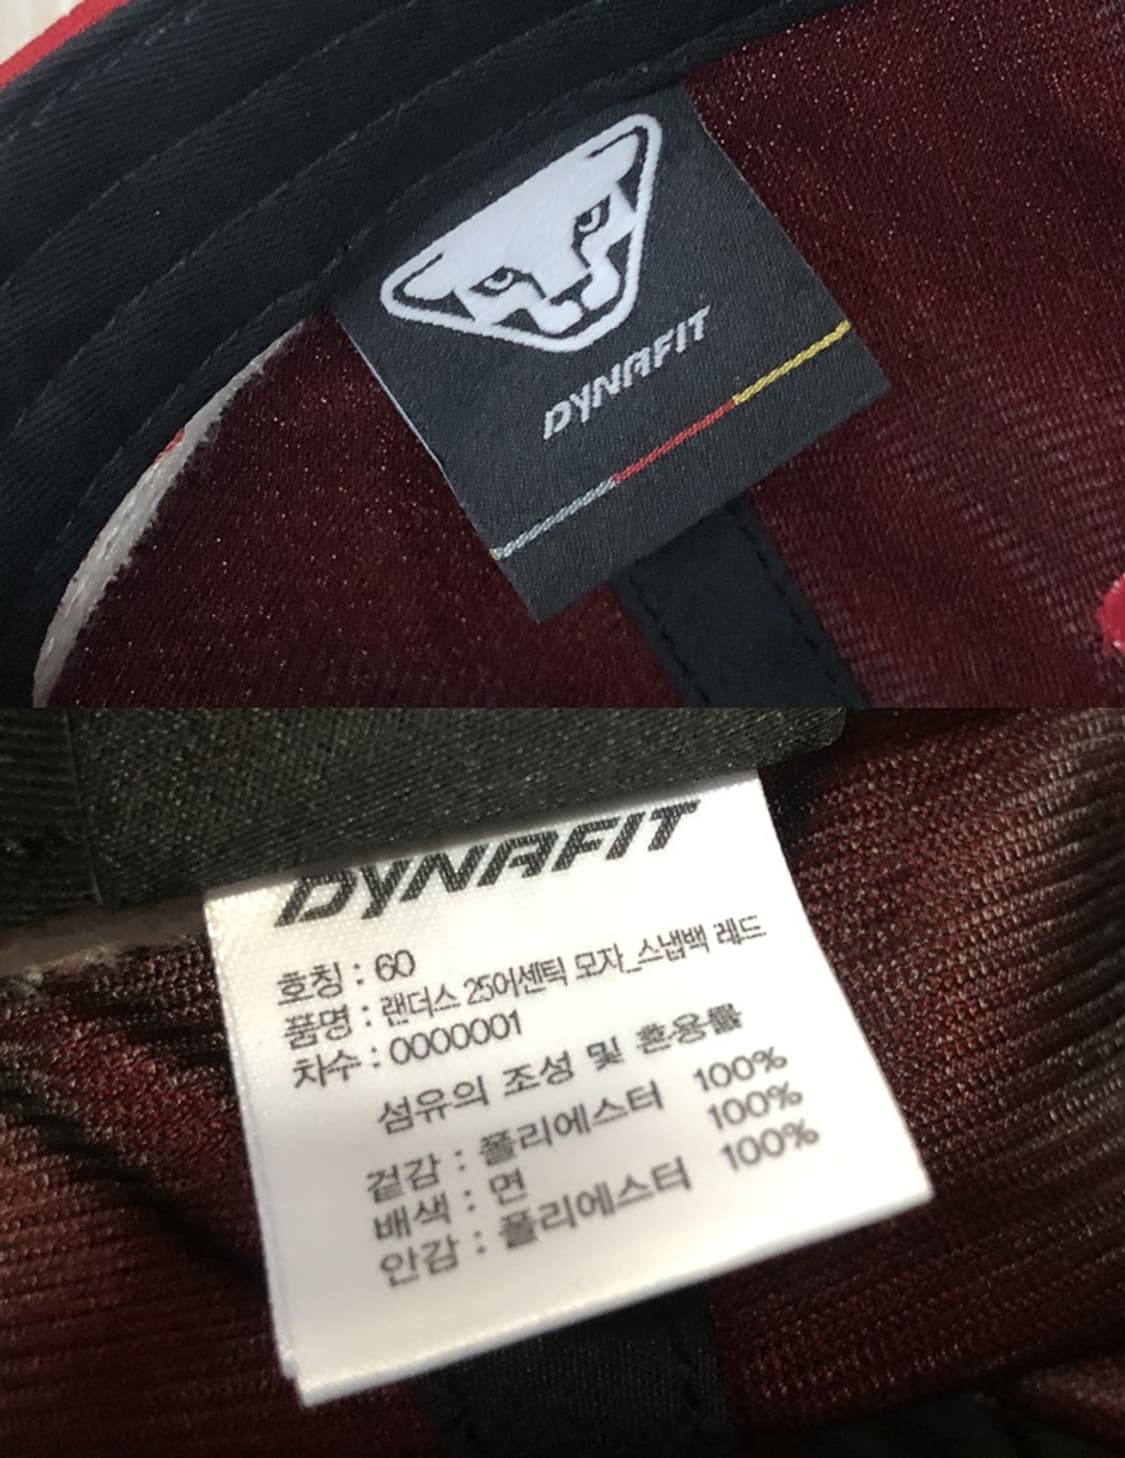 DYNAFIT
DYNAFIT
호칭 : 60
품명 : 랜더스 25어센틱 모자_스냅백 레드
차수 : 0000001
섬유의 조성 및 혼용률
겉감 : 폴리에스터 100%
배색 : 면 100%
안감 : 폴리에스터 100%